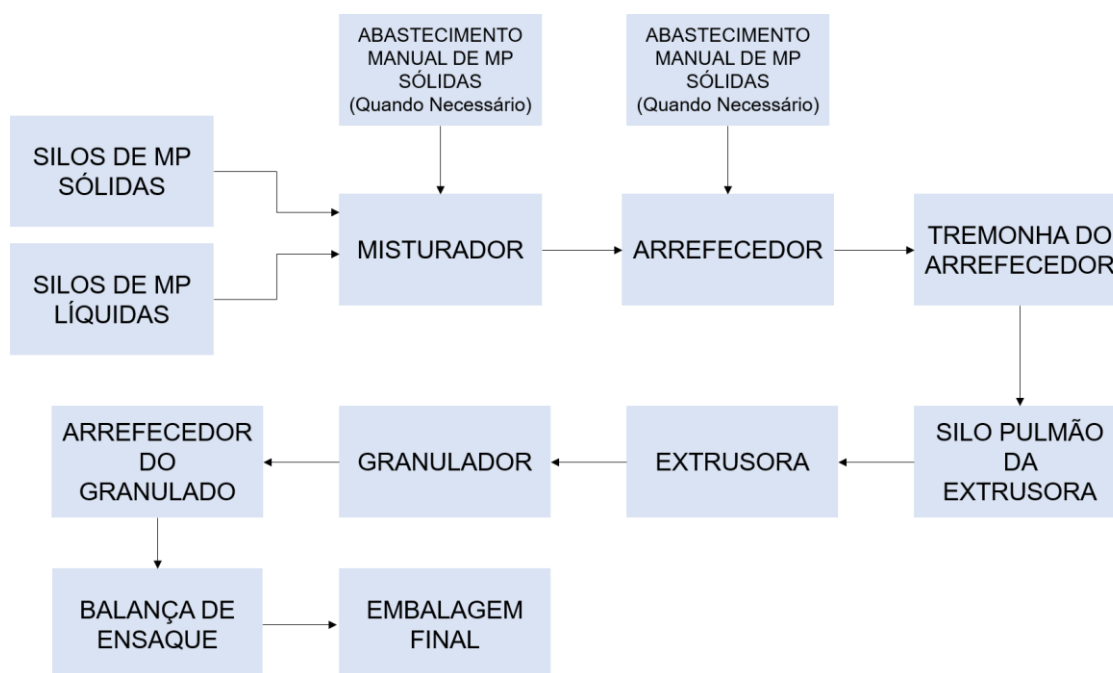 ABASTECIMENTO
MANUAL DE MP
SÓLIDAS
(Quando Necessário)
ABASTECIMENTO
MANUAL DE MP
SÓLIDAS
(Quando Necessário)
SILOS DE MP
SÓLIDAS
SILOS DE MP
LÍQUIDAS
MISTURADOR
ARREFECEDOR
TREMONHA DO
ARREFECEDOR
SILO PULMÃO
DA
EXTRUSORA
EXTRUSORA
GRANULADOR
ARREFECEDOR
DO
GRANULADO
BALANÇA DE
ENSAQUE
EMBALAGEM
FINAL